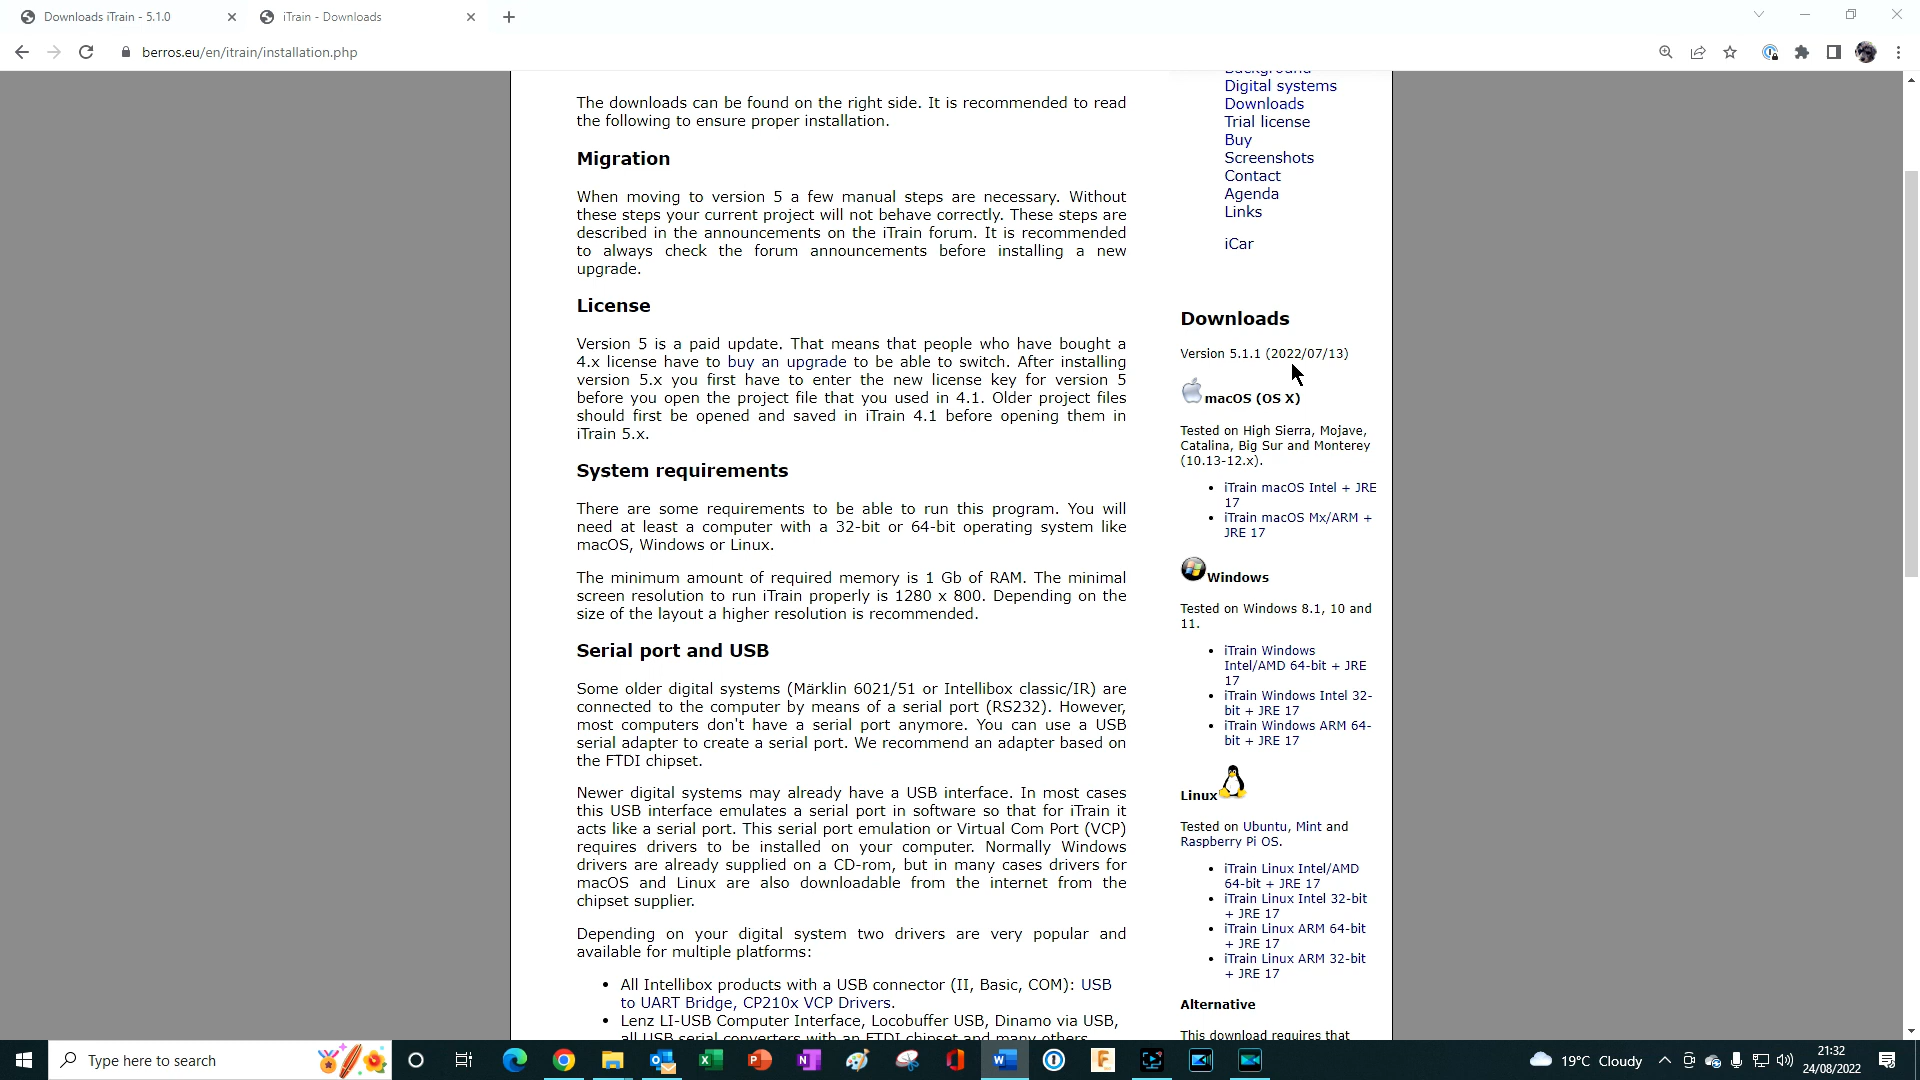 Downloads iTrain - 5.1.0
iTrain - Downloads
berros.eu/en/itrain/installation.php
The downloads can be found on the right side. It is recommended to read
the following to ensure proper installation.
Migration
When moving to version 5 a few manual steps are necessary. Without
these steps your current project will not behave correctly. These steps are
described in the announcements on the iTrain forum. It is recommended
to always check the forum announcements before installing a new
upgrade.
License
Version 5 is a paid update. That means that people who have bought a
4.x license have to buy an upgrade to be able to switch. After installing
version 5.x you first have to enter the new license key for version 5
before you open the project file that you used in 4.1. Older project files
should first be opened and saved in iTrain 4.1 before opening them in
iTrain 5.x.
System requirements
There are some requirements to be able to run this program. You will
need at least a computer with a 32-bit or 64-bit operating system like
macOS, Windows or Linux.
The minimum amount of required memory is 1 Gb of RAM. The minimal
screen resolution to run iTrain properly is 1280 x 800. Depending on the
size of the layout a higher resolution is recommended.
Serial port and USB
Some older digital systems (Märklin 6021/51 or Intellibox classic/IR) are
connected to the computer by means of a serial port (RS232). However,
most computers don't have a serial port anymore. You can use a USB
serial adapter to create a serial port. We recommend an adapter based on
the FTDI chipset.
Newer digital systems may already have a USB interface. In most cases
this USB interface emulates a serial port in software so that for iTrain it
acts like a serial port. This serial port emulation or Virtual Com Port (VCP)
requires drivers to be installed on your computer. Normally Windows
drivers are already supplied on a CD-rom, but in many cases drivers for
macOS and Linux are also downloadable from the internet from the
chipset supplier.
Depending on your digital system two drivers are very popular and
available for multiple platforms:
• All Intellibox products with a USB connector (II, Basic, COM): USB
to UART Bridge, CP210x VCP Drivers.
• Lenz LI-USB Computer Interface, Locobuffer USB, Dinamo via USB,
all USB serial converters with an FTDI chipset and many others
Background
Digital systems
Downloads
Trial license
Buy
Screenshots
Contact
Agenda
Links
iCar
Downloads
Version 5.1.1 (2022/07/13)
macOS (OS X)
Tested on High Sierra, Mojave,
Catalina, Big Sur and Monterey
(10.13-12.x).
• iTrain macOS Intel + JRE
17
• iTrain macOS Mx/ARM +
JRE 17
Windows
Tested on Windows 8.1, 10 and
11.
• iTrain Windows
Intel/AMD 64-bit + JRE
17
• iTrain Windows Intel 32-
bit + JRE 17
• iTrain Windows ARM 64-
bit + JRE 17
Linux
Tested on Ubuntu, Mint and
Raspberry Pi OS.
• iTrain Linux Intel/AMD
64-bit + JRE 17
• iTrain Linux Intel 32-bit
+ JRE 17
• iTrain Linux ARM 64-bit
+ JRE 17
• iTrain Linux ARM 32-bit
+ JRE 17
Alternative
This download requires that
Type here to search
19°C Cloudy
21:32
24/08/2022